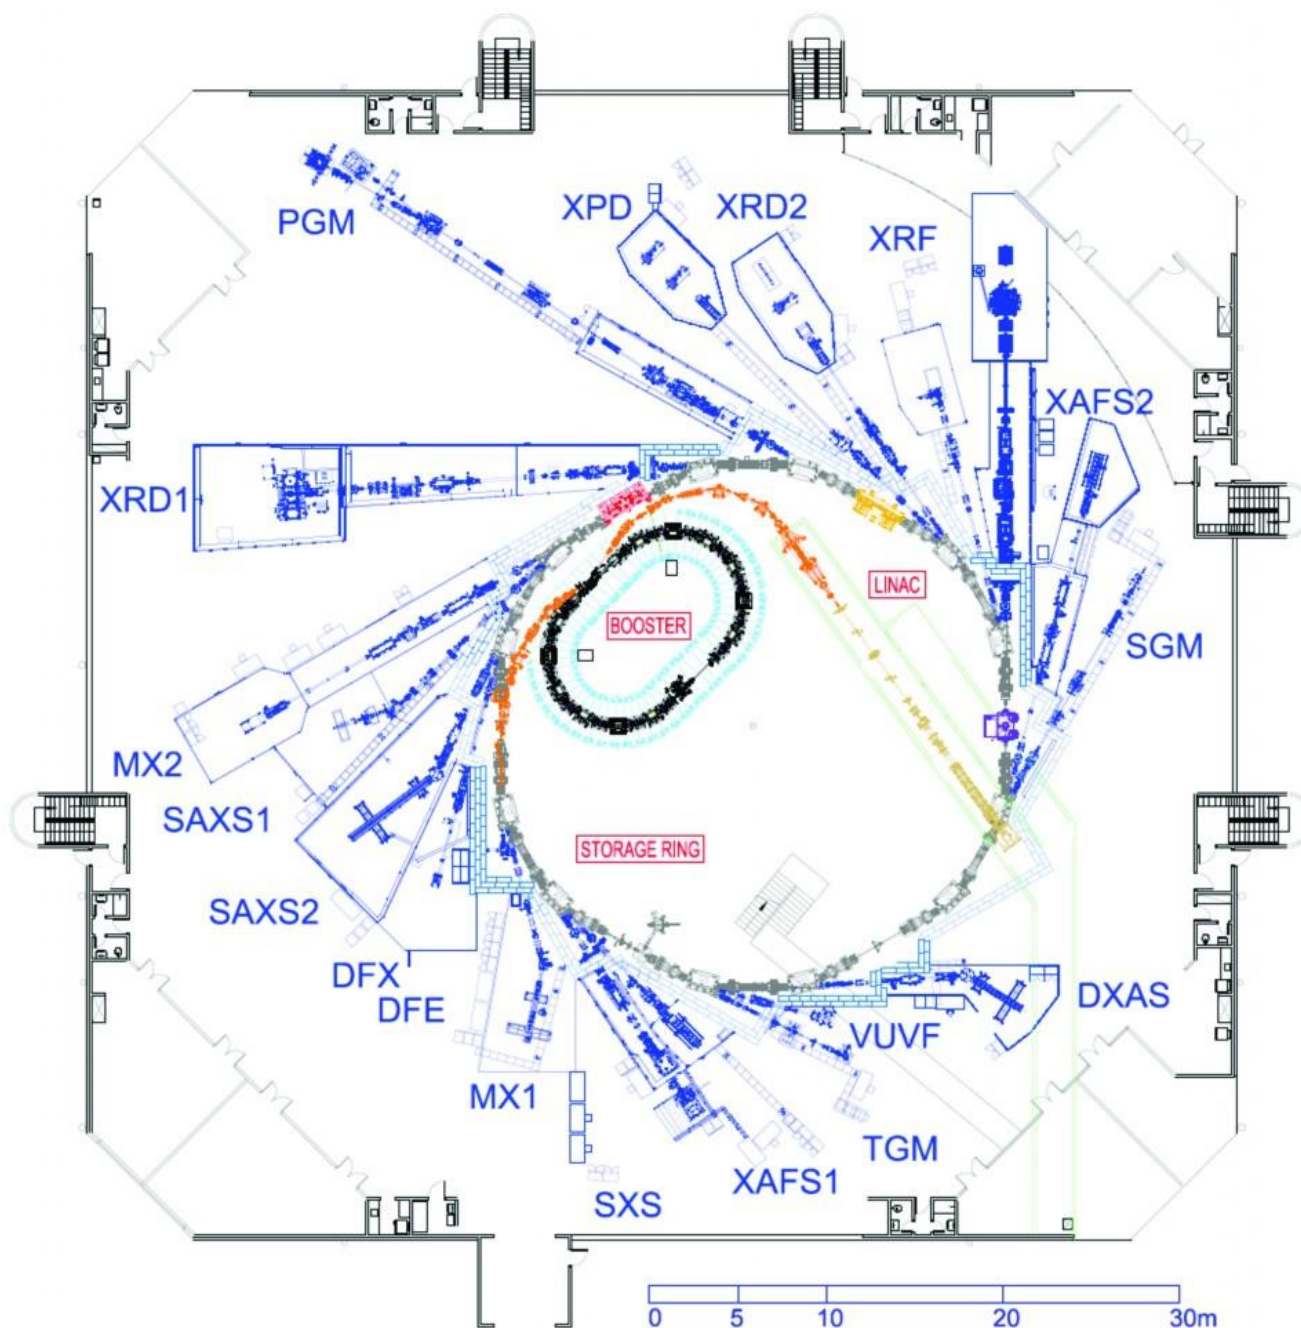 PGM
XPD
XRD2
XRF
XAFS2
XRD1
LINAC
BOOSTER
SGM
MX2
SAXS1
STORAGE RING
SAXS2
DFX
DFE
DXAS
VUVF
MX1
TGM
XAFS1
SXS
0 5 10 20 30m